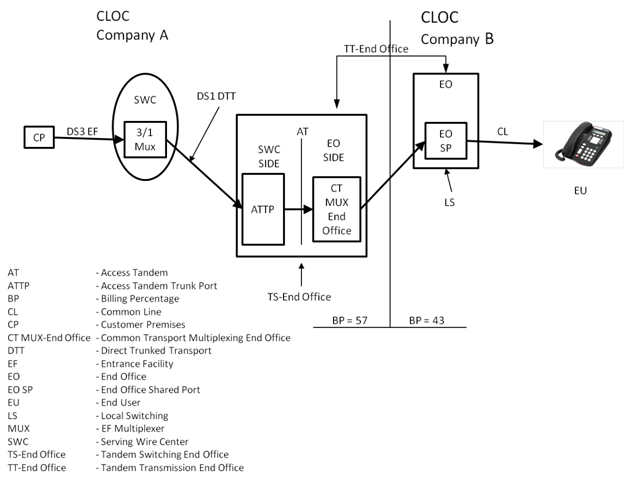 CLOC
Company A
CLOC
Company B
TT-End Office
SWC
DS1 DTT
EO
CP
DS3 EF
3/1
Mux
AT
SWC
SIDE
EO
SIDE
EO
SP
CL
ATTP
CT
MUX
End
Office
LS
EU
TS-End Office
BP = 57
BP = 43
AT - Access Tandem
ATTP - Access Tandem Trunk Port
BP - Billing Percentage
CL - Common Line
CP - Customer Premises
CT MUX-End Office - Common Transport Multiplexing End Office
DTT - Direct Trunked Transport
EF - Entrance Facility
EO - End Office
EO SP - End Office Shared Port
EU - End User
LS - Local Switching
MUX - EF Multiplexer
SWC - Serving Wire Center
TS-End Office - Tandem Switching End Office
TT-End Office - Tandem Transmission End Office